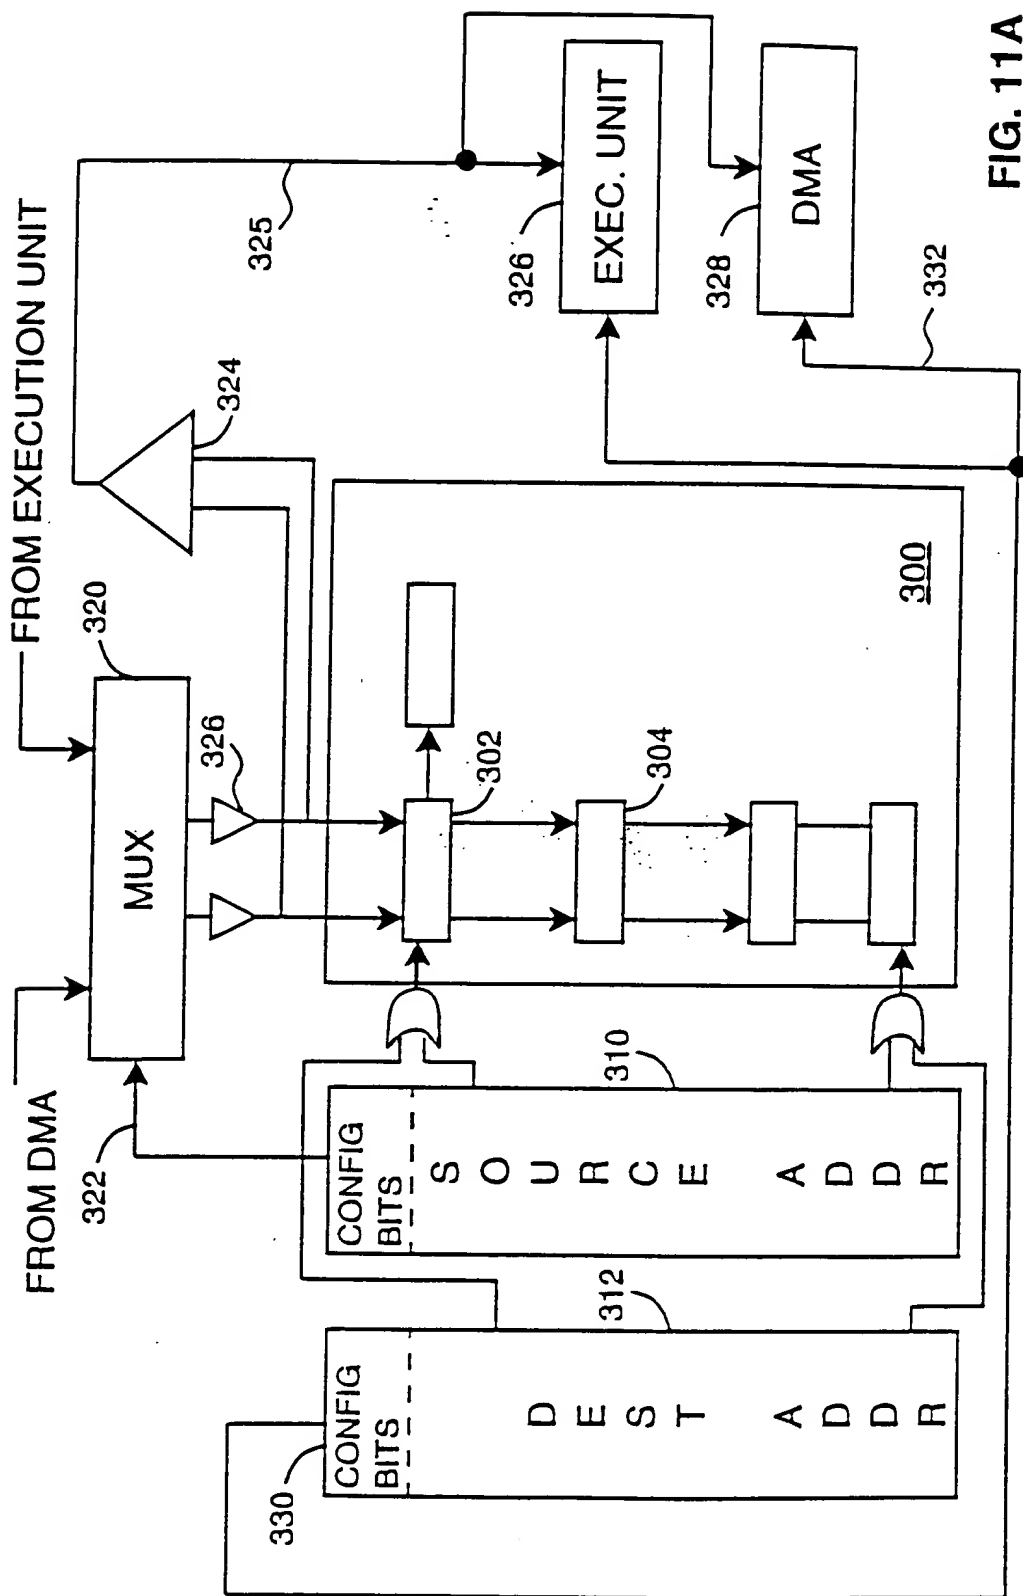 FROM EXECUTION UNIT
FROM DMA
320
MUX
322
326
324
325
EXEC. UNIT
326
DMA
328
332
300
302
304
CONFIG
BITS
SOURCE ADDR
310
CONFIG
BITS
DEST ADDR
312
330
FIG. 11A